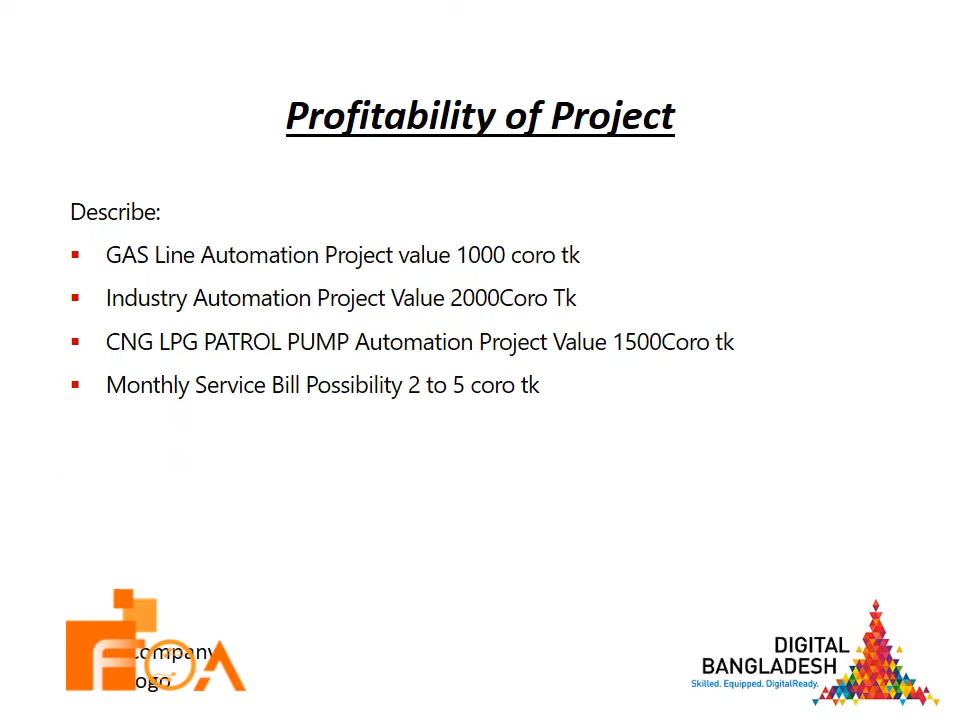 Profitability of Project
Describe:
GAS Line Automation Project value 1000 coro tk
Industry Automation Project Value 2000Coro Tk
CNG LPG PATROL PUMP Automation Project Value 1500Coro tk
Monthly Service Bill Possibility 2 to 5 coro tk
FOA
DIGITAL
BANGLADESH
Skilled. Equipped. DigitalReady.